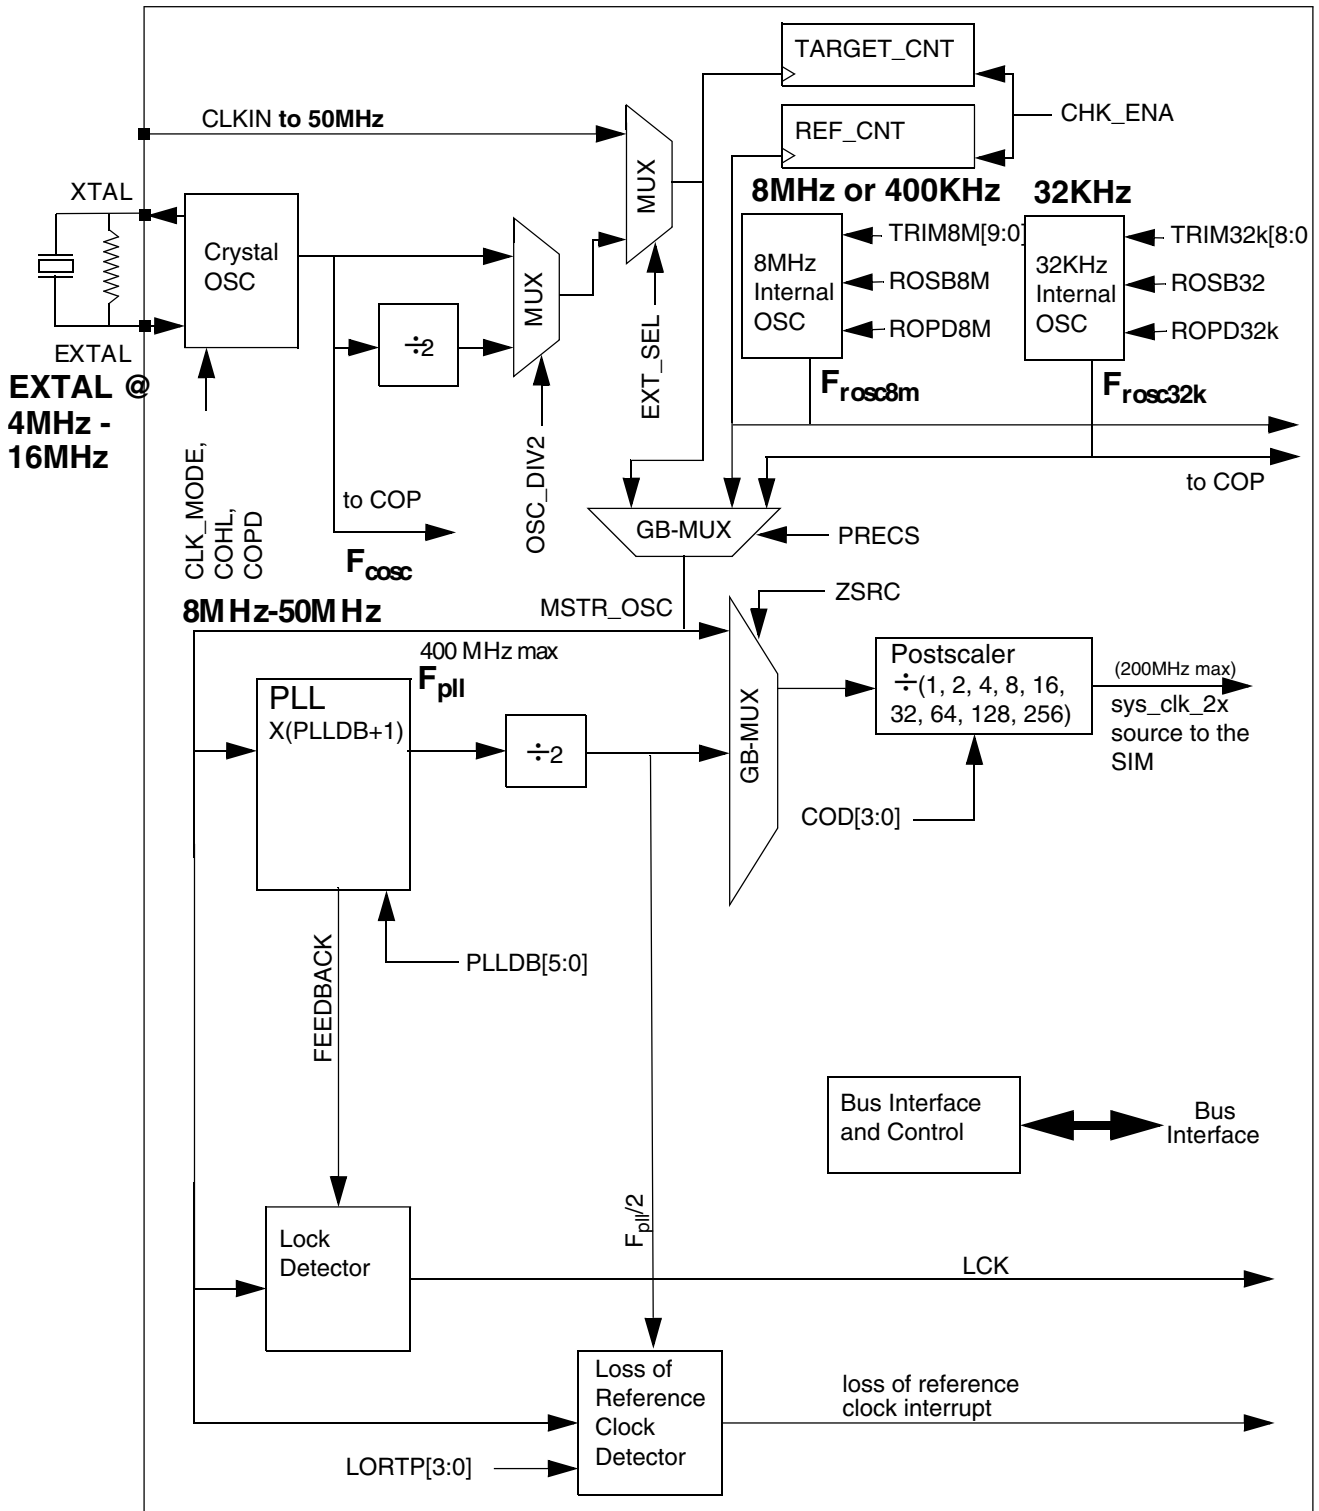 TARGET_CNT
CLKIN to 50MHz
CHK_ENA
REF_CNT
MUX
XTAL
8MHz or 400KHz
32KHz
Crystal
OSC
TRIM8M[9:0]
TRIM32k[8:0
8MHz
Internal
OSC
ROSB8M
ROPD8M
32KHz
Internal
OSC
ROSB32
ROPD32k
MUX
÷2
EXTAL
EXTAL @
4MHz -
16MHz
EXT_SEL
Frosc8m
Frosc32k
CLK_MODE,
COHL,
COPD
OSC_DIV2
to COP
to COP
Fcosc
GB-MUX
PRECS
8MHz-50MHz
MSTR_OSC
ZSRC
400 MHz max
Fpll
PLL
X(PLLDB+1)
÷2
GB-MUX
Postscaler
÷(1, 2, 4, 8, 16,
32, 64, 128, 256)
(200MHz max)
sys_clk_2x
source to the
SIM
COD[3:0]
PLLDB[5:0]
FEEDBACK
Bus Interface
and Control
Bus
Interface
Fpll/2
Lock
Detector
LCK
Loss of
Reference
Clock
Detector
loss of reference
clock interrupt
LORTP[3:0]